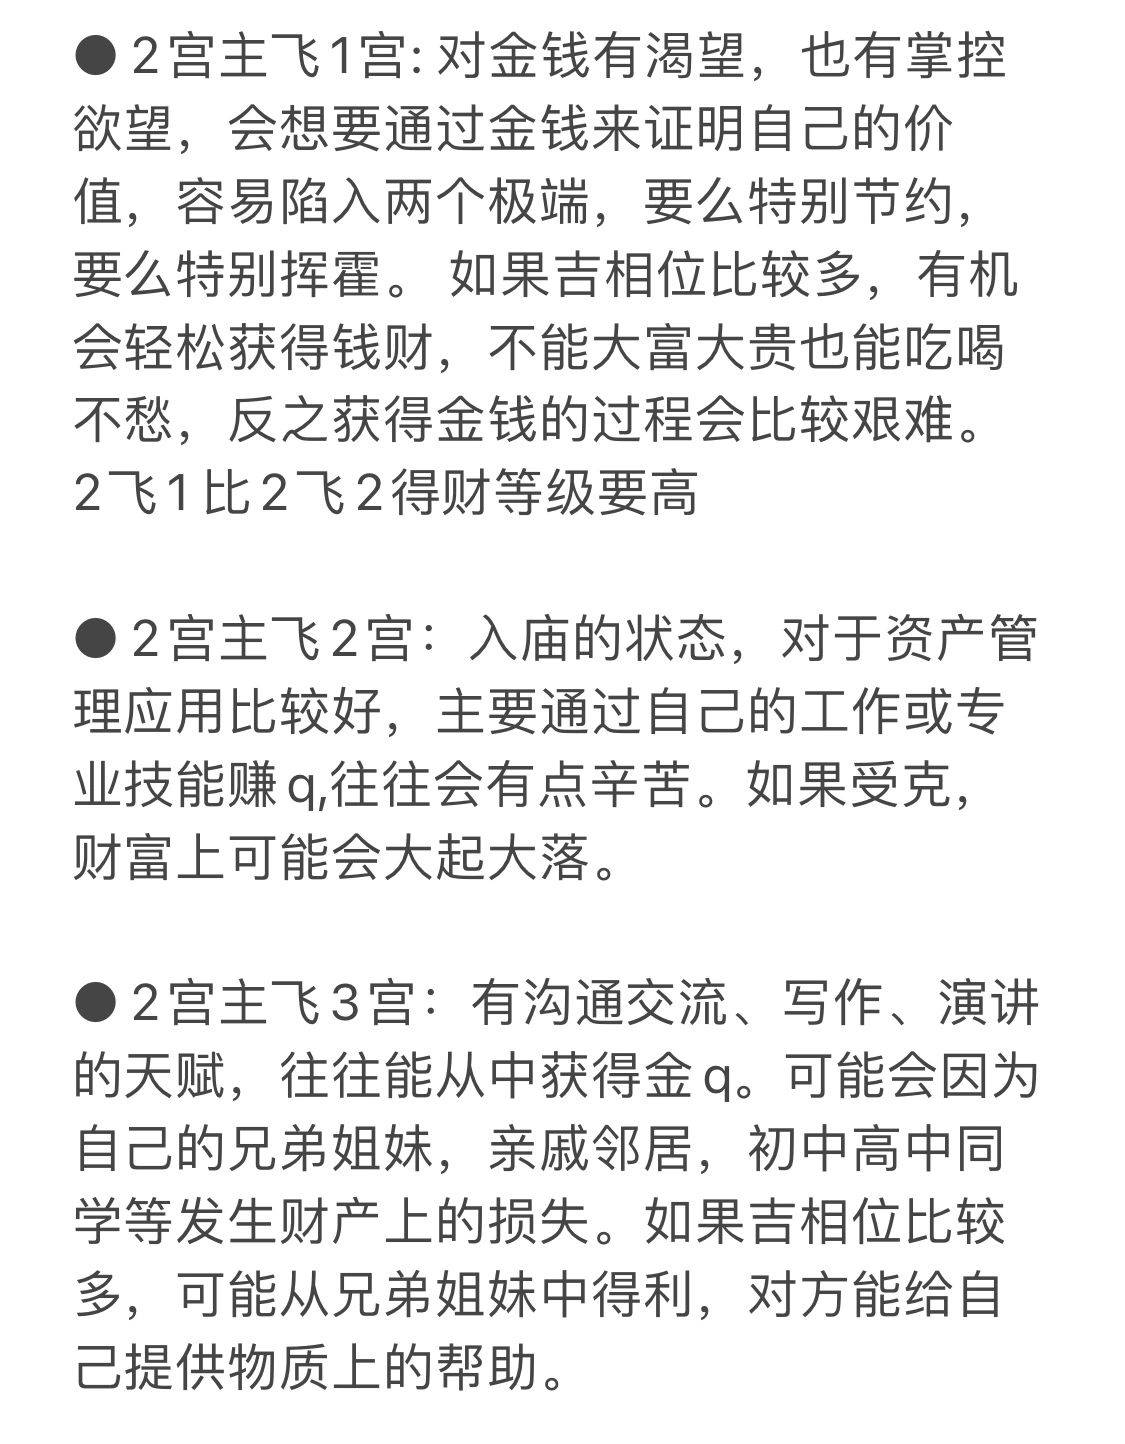 ● 2宫主飞1宫: 对金钱有渴望，也有掌控
欲望，会想要通过金钱来证明自己的价
值，容易陷入两个极端，要么特别节约，
要么特别挥霍。 如果吉相位比较多，有机
会轻松获得钱财，不能大富大贵也能吃喝
不愁，反之获得金钱的过程会比较艰难。
2飞1比2飞2得财等级要高
● 2宫主飞2宫：入庙的状态，对于资产管
理应用比较好，主要通过自己的工作或专
业技能赚q,往往会有点辛苦。如果受克，
财富上可能会大起大落。
● 2宫主飞3宫：有沟通交流、写作、演讲
的天赋，往往能从中获得金q。可能会因为
自己的兄弟姐妹，亲戚邻居，初中高中同
学等发生财产上的损失。如果吉相位比较
多，可能从兄弟姐妹中得利，对方能给自
己提供物质上的帮助。